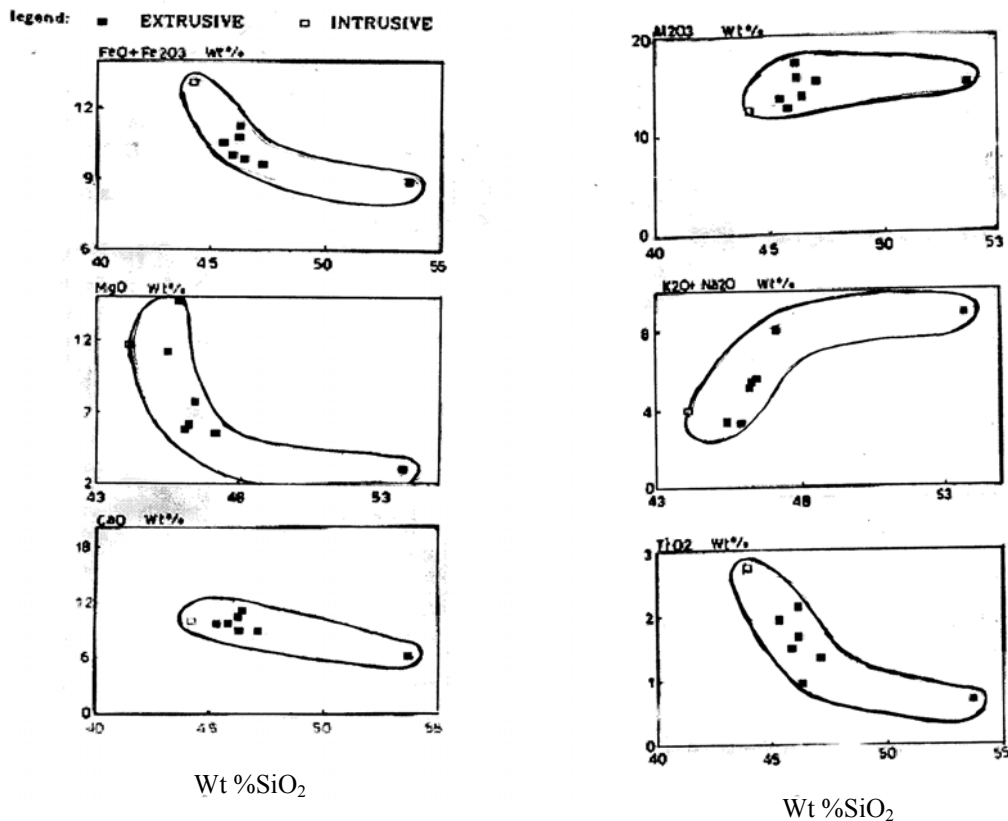 legend: ■ EXTRUSIVE □ INTRUSIVE
FeO+Fe2O3 Wt%
12
9
6
40 45 50 55
MgO Wt%
12
7
2
43 48 53
CaO Wt%
18
12
6
0
40 45 50 55
Wt %SiO₂
Al2O3 Wt%
20
10
0
40 45 50 53
K2O+Na2O Wt%
8
4
0
43 48 53
TiO2 Wt%
3
2
1
0
40 45 50 55
Wt %SiO₂